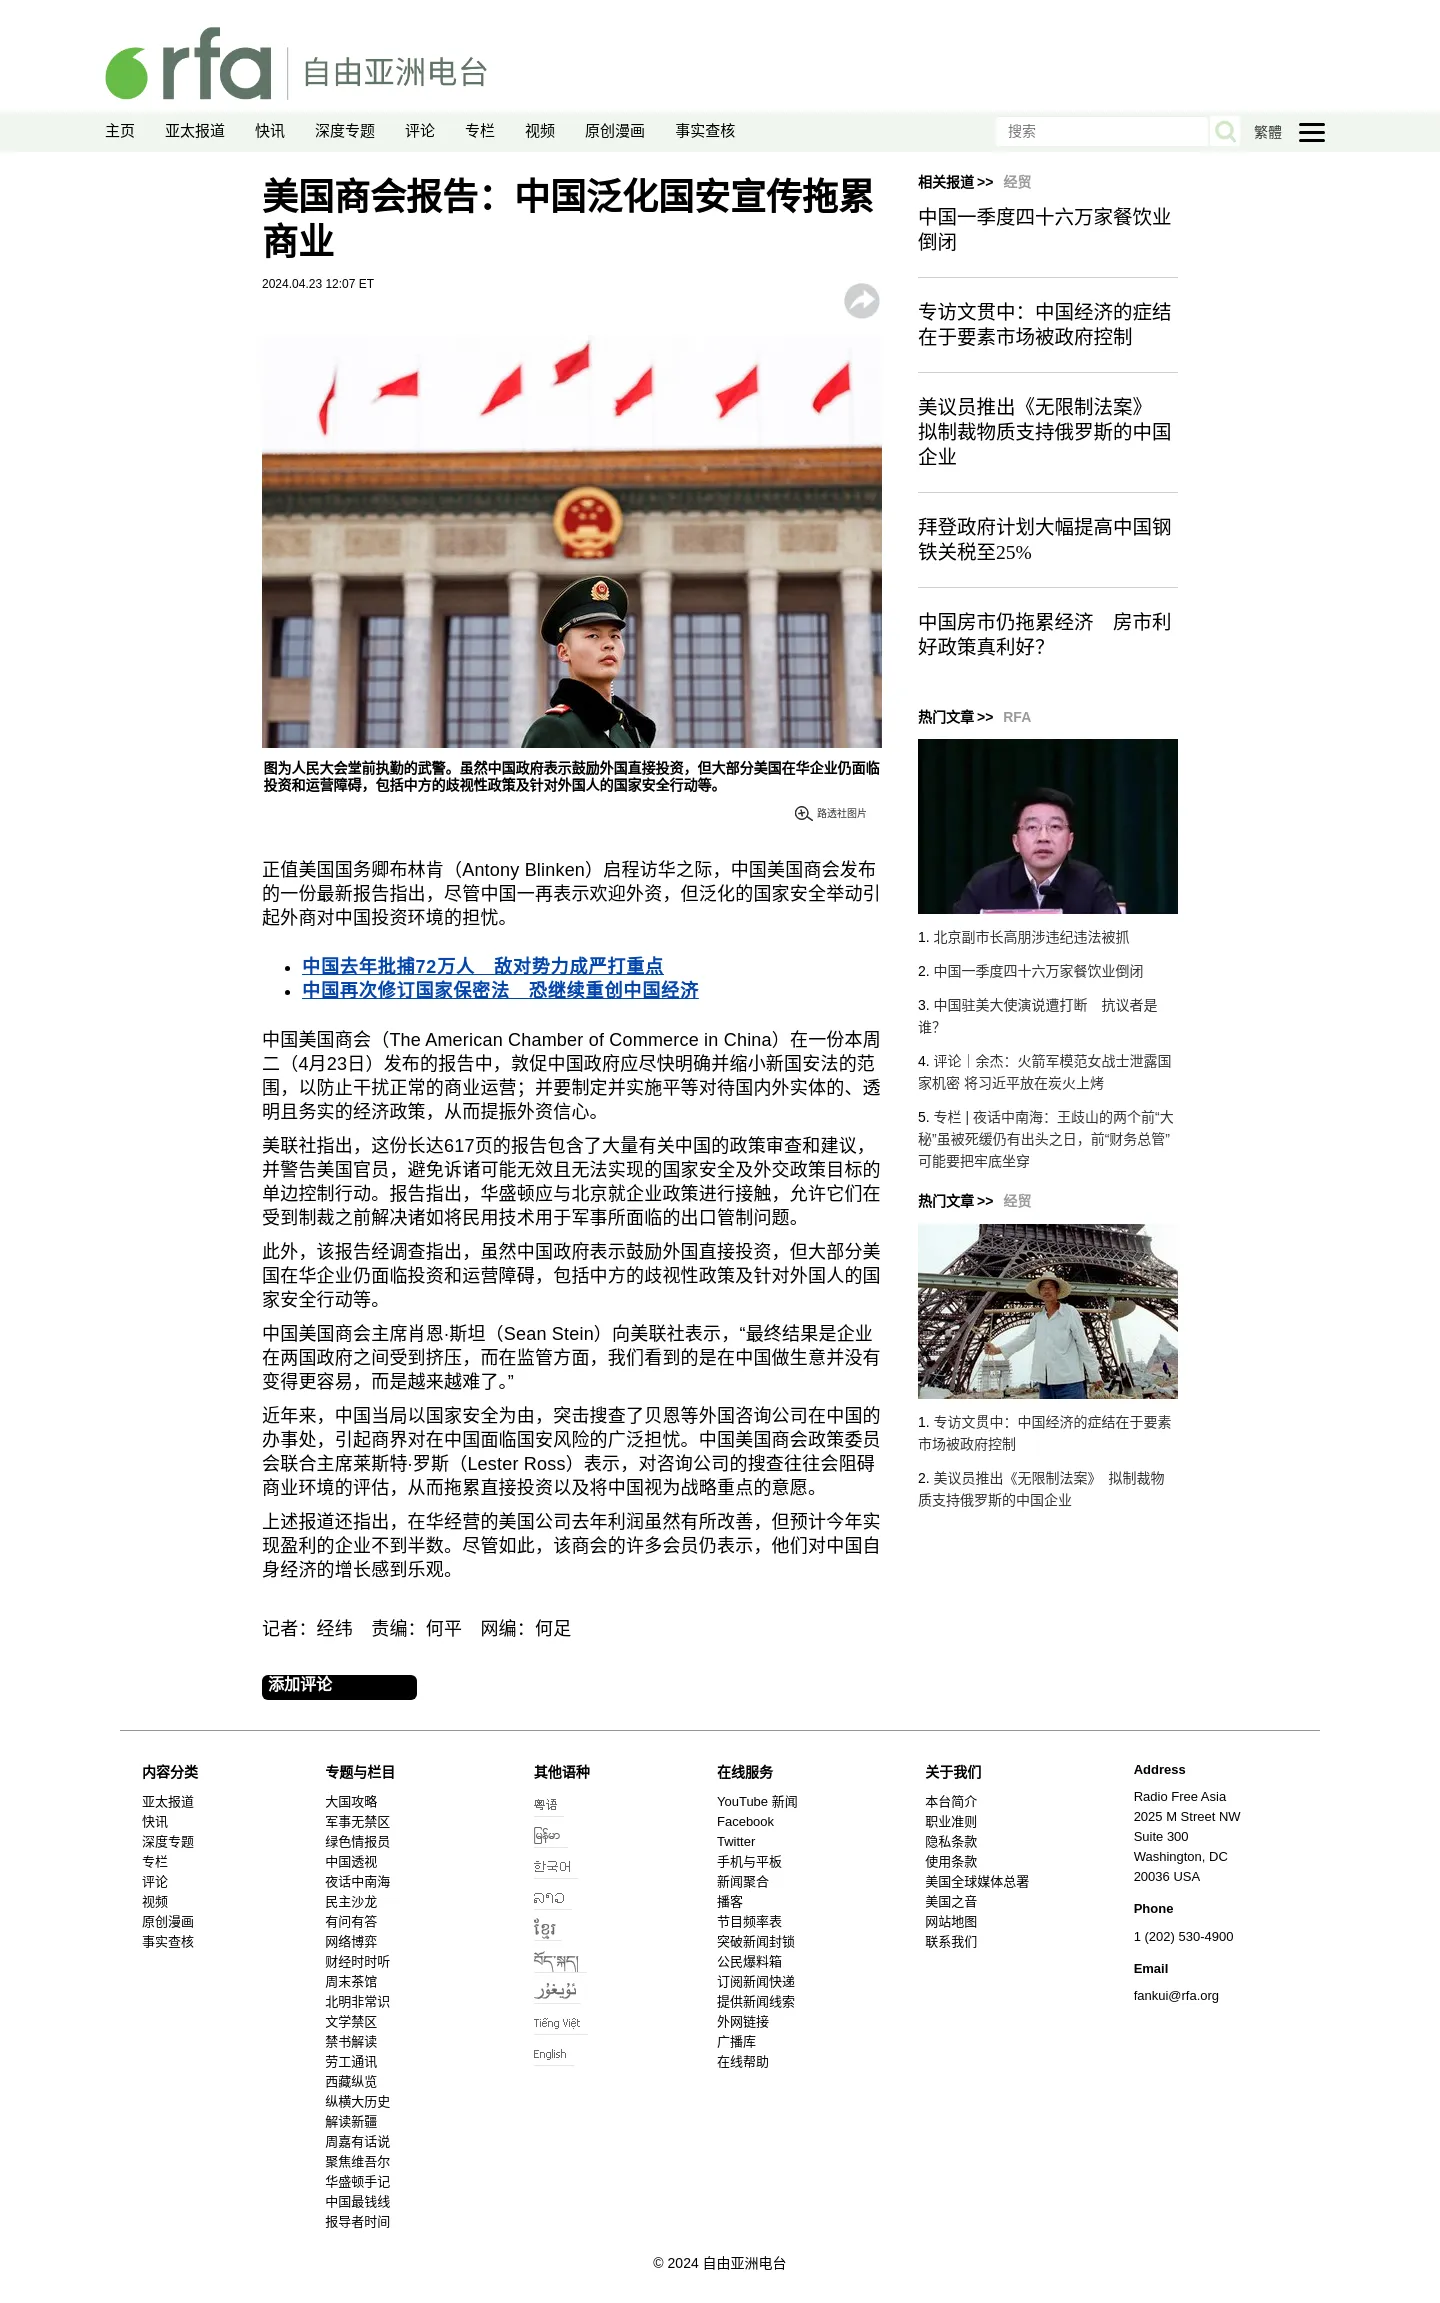 rfa 自由亚洲电台
主页 亚太报道 快讯 深度专题 评论 专栏 视频 原创漫画 事实查核 搜索 繁體
美国商会报告：中国泛化国安宣传拖累
商业
2024.04.23 12:07 ET
图为人民大会堂前执勤的武警。虽然中国政府表示鼓励外国直接投资，但大部分美国在华企业仍面临
投资和运营障碍，包括中方的歧视性政策及针对外国人的国家安全行动等。
路透社图片
正值美国国务卿布林肯（Antony Blinken）启程访华之际，中国美国商会发布
的一份最新报告指出，尽管中国一再表示欢迎外资，但泛化的国家安全举动引
起外商对中国投资环境的担忧。
中国去年批捕72万人　敌对势力成严打重点
中国再次修订国家保密法　恐继续重创中国经济
中国美国商会（The American Chamber of Commerce in China）在一份本周
二（4月23日）发布的报告中，敦促中国政府应尽快明确并缩小新国安法的范
围，以防止干扰正常的商业运营；并要制定并实施平等对待国内外实体的、透
明且务实的经济政策，从而提振外资信心。
美联社指出，这份长达617页的报告包含了大量有关中国的政策审查和建议，
并警告美国官员，避免诉诸可能无效且无法实现的国家安全及外交政策目标的
单边控制行动。报告指出，华盛顿应与北京就企业政策进行接触，允许它们在
受到制裁之前解决诸如将民用技术用于军事所面临的出口管制问题。
此外，该报告经调查指出，虽然中国政府表示鼓励外国直接投资，但大部分美
国在华企业仍面临投资和运营障碍，包括中方的歧视性政策及针对外国人的国
家安全行动等。
中国美国商会主席肖恩·斯坦（Sean Stein）向美联社表示，“最终结果是企业
在两国政府之间受到挤压，而在监管方面，我们看到的是在中国做生意并没有
变得更容易，而是越来越难了。”
近年来，中国当局以国家安全为由，突击搜查了贝恩等外国咨询公司在中国的
办事处，引起商界对在中国面临国安风险的广泛担忧。中国美国商会政策委员
会联合主席莱斯特·罗斯（Lester Ross）表示，对咨询公司的搜查往往会阻碍
商业环境的评估，从而拖累直接投资以及将中国视为战略重点的意愿。
上述报道还指出，在华经营的美国公司去年利润虽然有所改善，但预计今年实
现盈利的企业不到半数。尽管如此，该商会的许多会员仍表示，他们对中国自
身经济的增长感到乐观。
记者：经纬　责编：何平　网编：何足
添加评论
相关报道 >> 经贸
中国一季度四十六万家餐饮业
倒闭
专访文贯中：中国经济的症结
在于要素市场被政府控制
美议员推出《无限制法案》
拟制裁物质支持俄罗斯的中国
企业
拜登政府计划大幅提高中国钢
铁关税至25%
中国房市仍拖累经济　房市利
好政策真利好？
热门文章 >> RFA
1. 北京副市长高朋涉违纪违法被抓
2. 中国一季度四十六万家餐饮业倒闭
3. 中国驻美大使演说遭打断　抗议者是
谁？
4. 评论｜余杰：火箭军模范女战士泄露国
家机密 将习近平放在炭火上烤
5. 专栏 | 夜话中南海：王歧山的两个前“大
秘”虽被死缓仍有出头之日，前“财务总管”
可能要把牢底坐穿
热门文章 >> 经贸
1. 专访文贯中：中国经济的症结在于要素
市场被政府控制
2. 美议员推出《无限制法案》 拟制裁物
质支持俄罗斯的中国企业
内容分类
亚太报道
快讯
深度专题
专栏
评论
视频
原创漫画
事实查核
专题与栏目
大国攻略
军事无禁区
绿色情报员
中国透视
夜话中南海
民主沙龙
有问有答
网络博弈
财经时时听
周末茶馆
北明非常识
文学禁区
禁书解读
劳工通讯
西藏纵览
纵横大历史
解读新疆
周嘉有话说
聚焦维吾尔
华盛顿手记
中国最钱线
报导者时间
其他语种
粤语
မြန်မာ
한국어
ລາວ
ខ្មែរ
བོད་སྐད།
ئۇيغۇر
Tiếng Việt
English
在线服务
YouTube 新闻
Facebook
Twitter
手机与平板
新闻聚合
播客
节目频率表
突破新闻封锁
公民爆料箱
订阅新闻快递
提供新闻线索
外网链接
广播库
在线帮助
关于我们
本台简介
职业准则
隐私条款
使用条款
美国全球媒体总署
美国之音
网站地图
联系我们
Address
Radio Free Asia
2025 M Street NW
Suite 300
Washington, DC
20036 USA
Phone
1 (202) 530-4900
Email
fankui@rfa.org
© 2024 自由亚洲电台